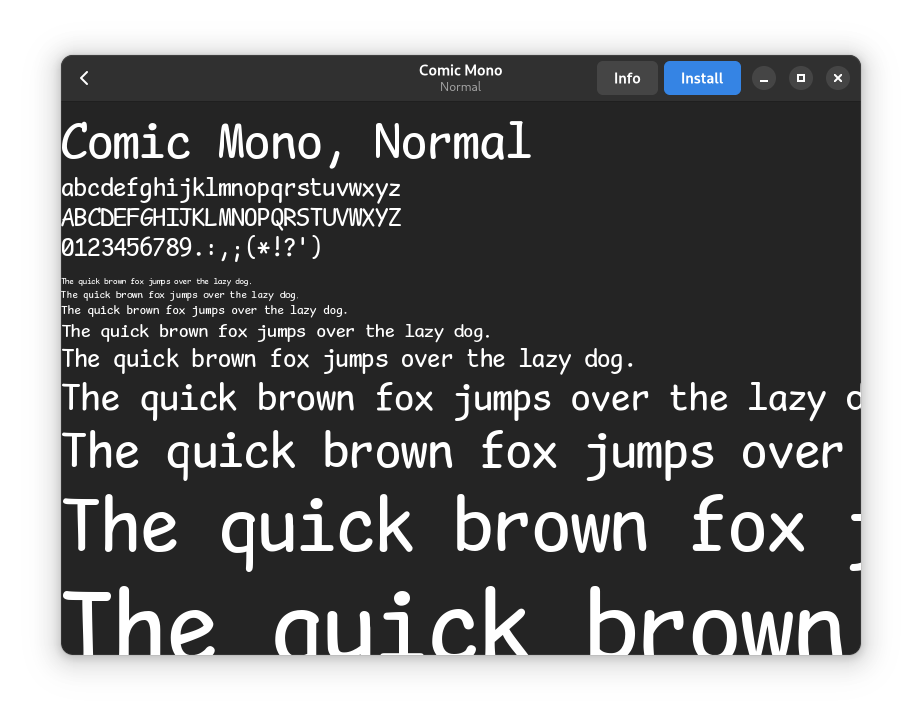 Comic Mono
Normal
Info
Install
Comic Mono, Normal
abcdefghijklmnopqrstuvwxyz
ABCDEFGHIJKLMNOPQRSTUVWXYZ
0123456789.:,;(*!?')
The quick brown fox jumps over the lazy dog.
The quick brown fox jumps over the lazy dog.
The quick brown fox jumps over the lazy dog.
The quick brown fox jumps over the lazy dog.
The quick brown fox jumps over the lazy dog.
The quick brown fox jumps over the lazy d
The quick brown fox jumps over
The quick brown fox j
The quick brown